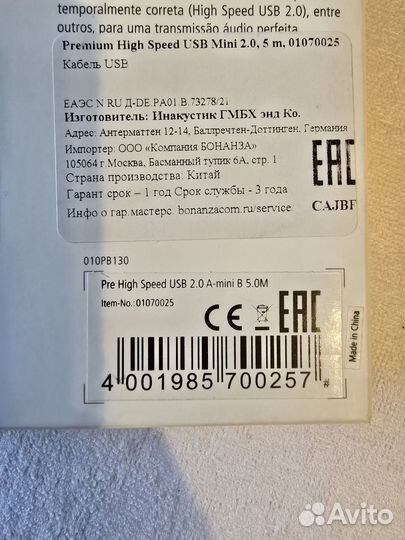 temporalmente correta (High Speed USB 2.0), entre
outros, para uma transmissão áudio perfeita
Premium High Speed USB Mini 2.0, 5 m, 01070025
Кабель USB
ЕАЭС N RU Д-DE.РА01.В.73278/21
Изготовитель: Инакустик ГМБХ энд Ко.
Адрес: Антерматтен 12-14, Баллречтен-Доттинген, Германия
Импортер: ООО «Компания БОНАНЗА»
105064 г.Москва, Басманный тупик 6А, стр. 1
Страна производства: Китай
Гарант срок – 1 год Срок службы - 3 года
Инфо о гар.мастерс. bonanzacom.ru/service
EAC
CAJBF
010PB130
Pre High Speed USB 2.0 A-mini B 5.0M
Item-No.: 01070025
CE EAC
4 001985 700257
Made in China
Avito